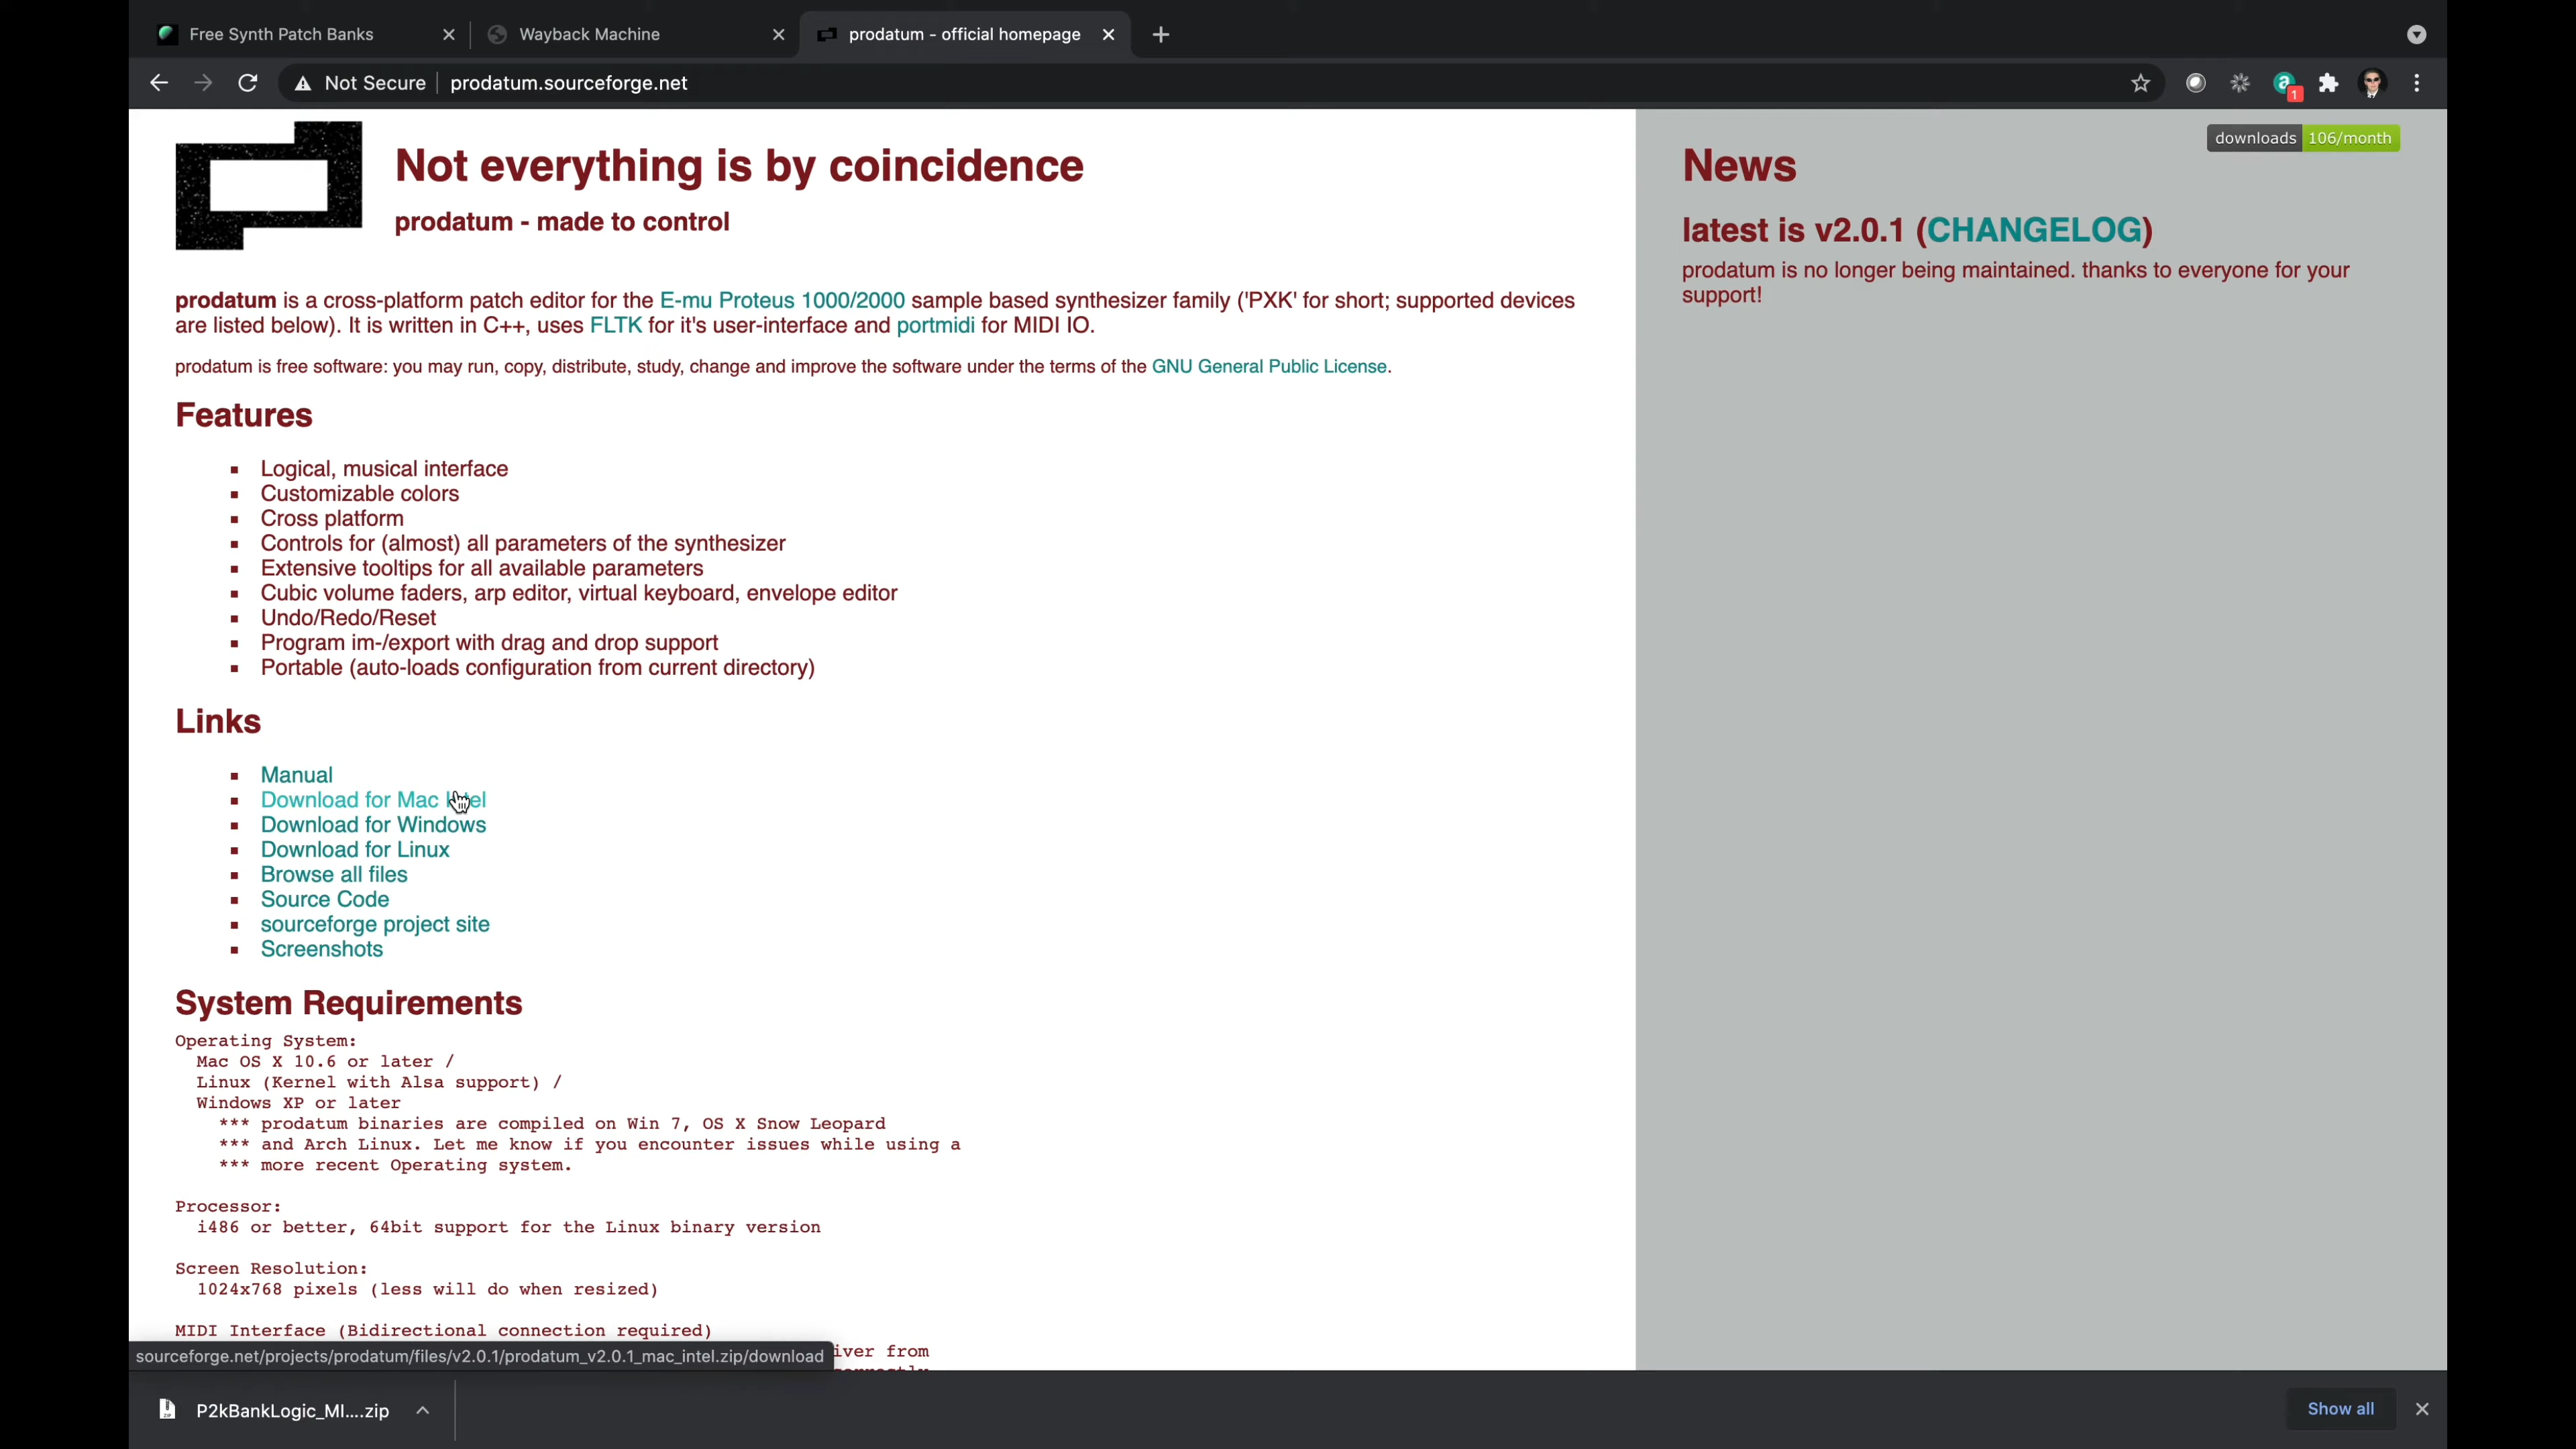 Free Synth Patch Banks
Wayback Machine
prodatum - official homepage
Not Secure
prodatum.sourceforge.net
1
Not everything is by coincidence
prodatum - made to control
prodatum is a cross-platform patch editor for the E-mu Proteus 1000/2000 sample based synthesizer family ('PXK' for short; supported devices
are listed below). It is written in C++, uses FLTK for it's user-interface and portmidi for MIDI IO.
prodatum is free software: you may run, copy, distribute, study, change and improve the software under the terms of the GNU General Public License.
Features
Logical, musical interface
Customizable colors
Cross platform
Controls for (almost) all parameters of the synthesizer
Extensive tooltips for all available parameters
Cubic volume faders, arp editor, virtual keyboard, envelope editor
Undo/Redo/Reset
Program im-/export with drag and drop support
Portable (auto-loads configuration from current directory)
Links
Manual
Download for Mac Intel
Download for Windows
Download for Linux
Browse all files
Source Code
sourceforge project site
Screenshots
System Requirements
Operating System:
Mac OS X 10.6 or later /
Linux (Kernel with Alsa support) /
Windows XP or later
*** prodatum binaries are compiled on Win 7, OS X Snow Leopard
*** and Arch Linux. Let me know if you encounter issues while using a
*** more recent Operating system.
Processor:
i486 or better, 64bit support for the Linux binary version
Screen Resolution:
1024x768 pixels (less will do when resized)
MIDI Interface (Bidirectional connection required)
iver from
sourceforge.net/projects/prodatum/files/v2.0.1/prodatum_v2.0.1_mac_intel.zip/download
downloads 106/month
News
latest is v2.0.1 (CHANGELOG)
prodatum is no longer being maintained. thanks to everyone for your
support!
P2kBankLogic_MI....zip
Show all